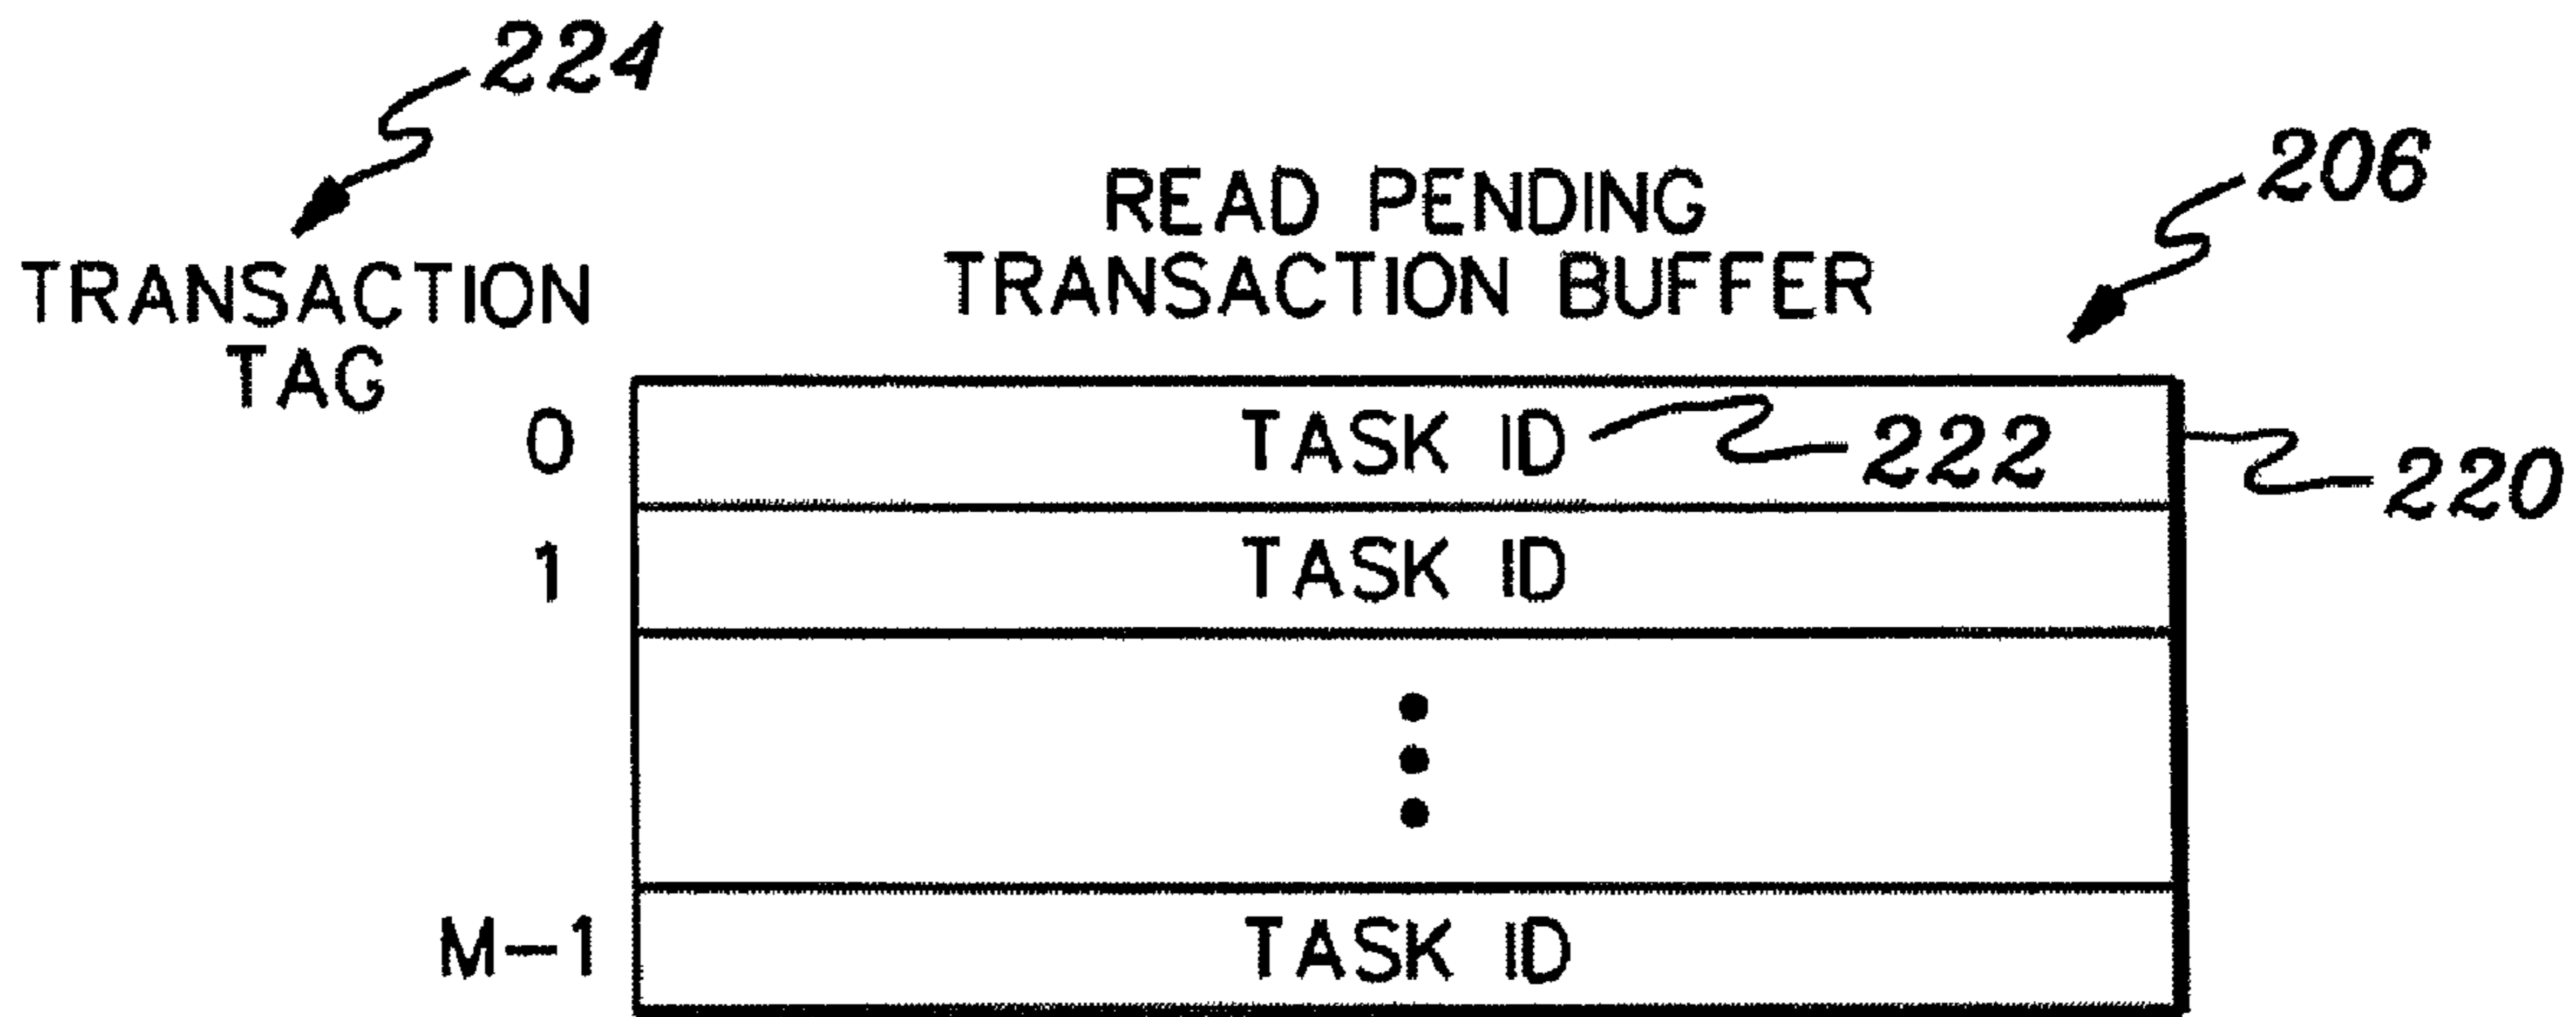 224
206
READ PENDING
TRANSACTION BUFFER
TRANSACTION
TAG
0 TASK ID 222
220
1 TASK ID
M-1 TASK ID